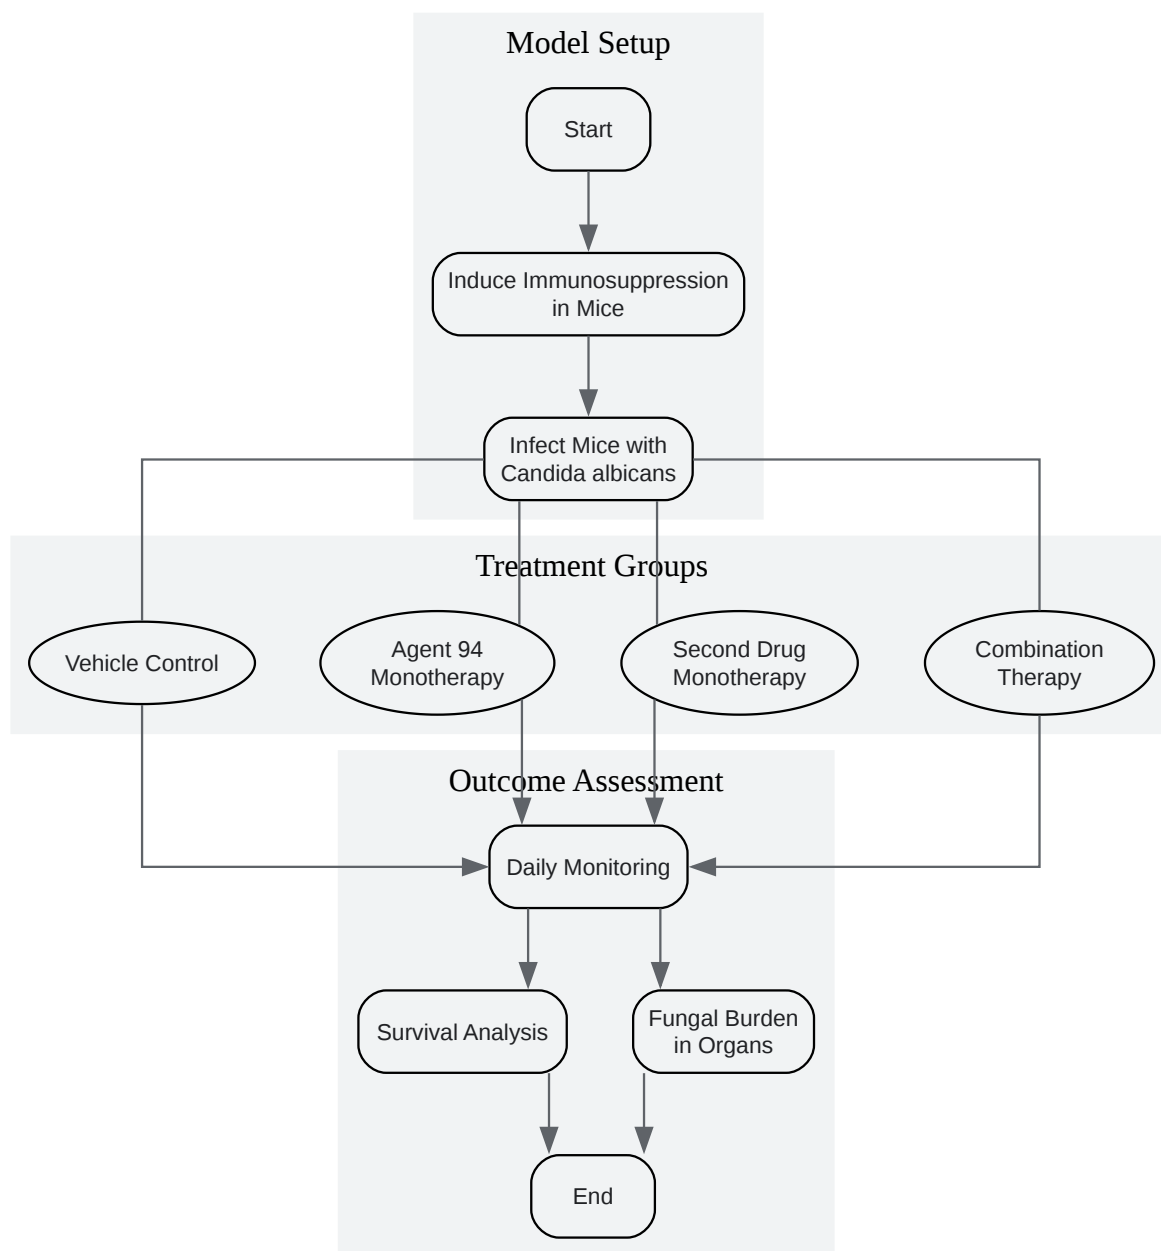 Model Setup
Start
Induce Immunosuppression
in Mice
Infect Mice with
Candida albicans
Treatment Groups
Vehicle Control
Agent 94
Monotherapy
Second Drug
Monotherapy
Combination
Therapy
Outcome Assessment
Daily Monitoring
Survival Analysis
Fungal Burden
in Organs
End